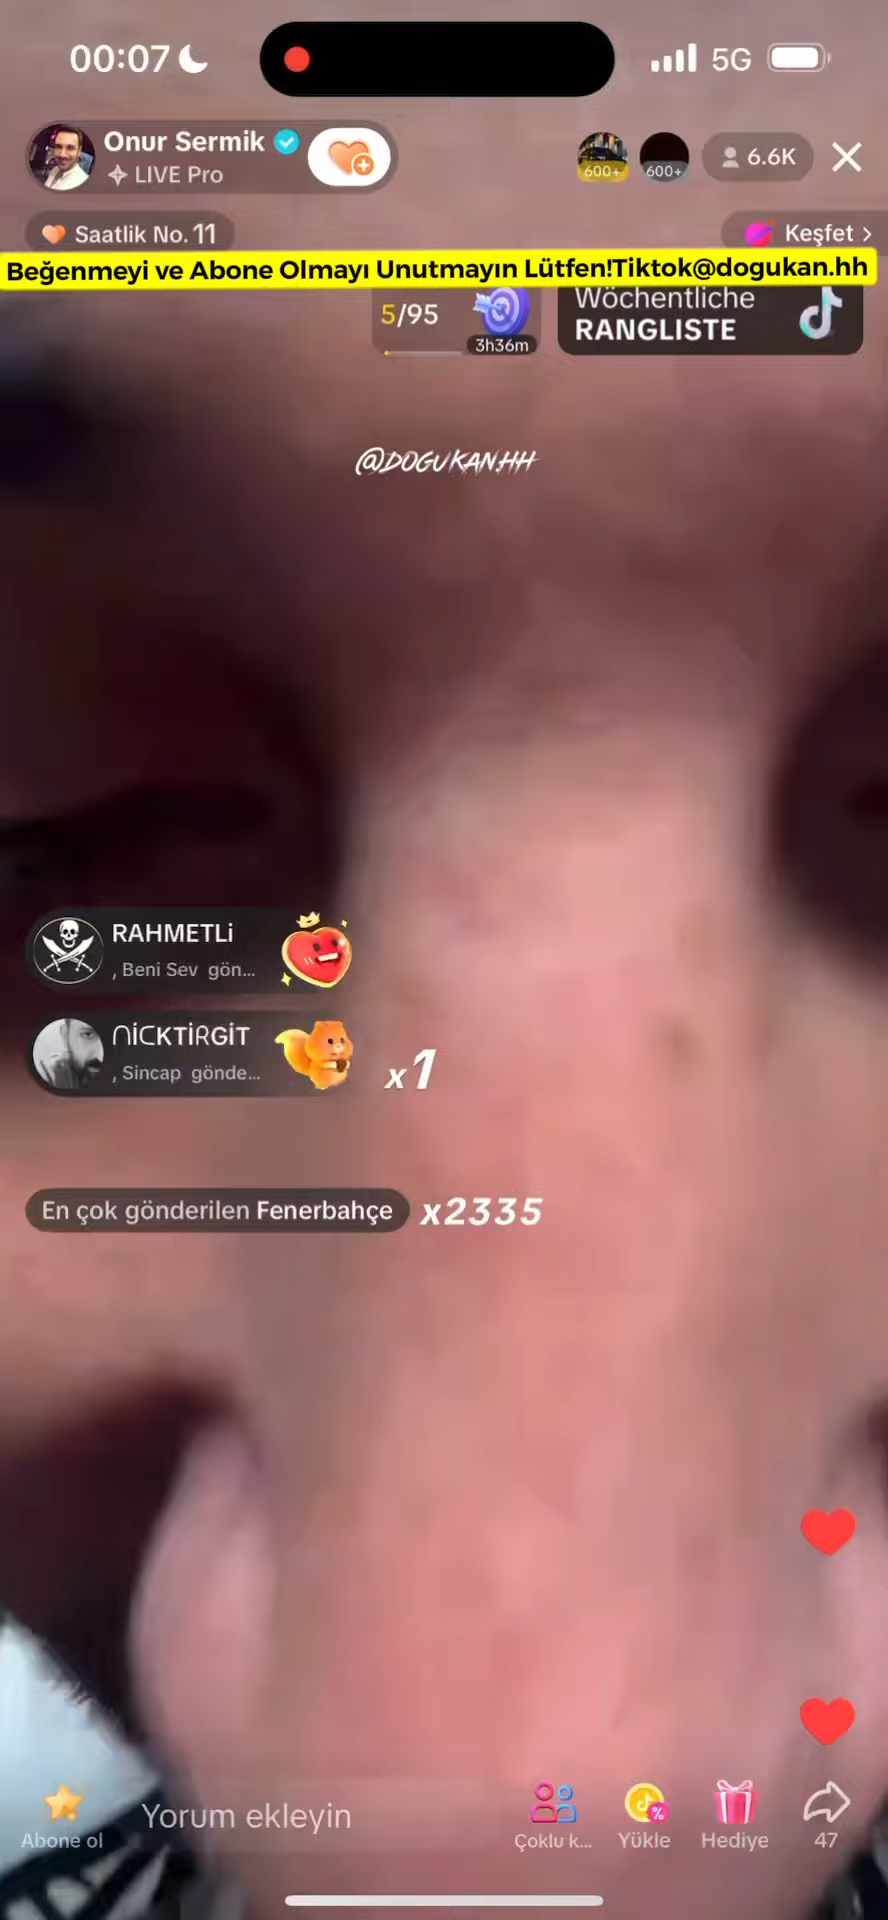 00:07
5G
Onur Sermik
LIVE Pro
600+
600+
6.6K
Saatlik No. 11
Keşfet >
Beğenmeyi ve Abone Olmayı Unutmayın Lütfen!Tiktok@dogukan.hh
5/95
3h36m
Wöchentliche
RANGLISTE
@DOGUKAN.HH
RAHMETLİ
, Beni Sev gön...
NİCKTİRGİT
, Sincap gönde...
x1
En çok gönderilen Fenerbahçe x2335
Yorum ekleyin
Abone ol
Çoklu k...
Yükle
Hediye
47